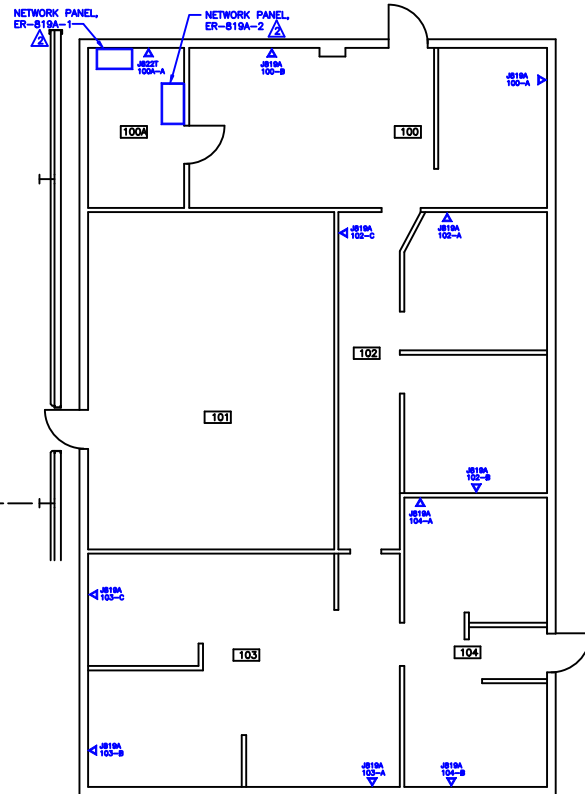 NETWORK PANEL,
ER-819A-1
2
NETWORK PANEL,
ER-819A-2
2
J822T
100A-A
J819A
100-B
J819A
100-A
100A
100
J819A
102-C
J819A
102-A
102
101
J819A
102-B
J819A
104-A
J819A
103-C
103
104
J819A
103-B
J819A
103-A
J819A
104-B